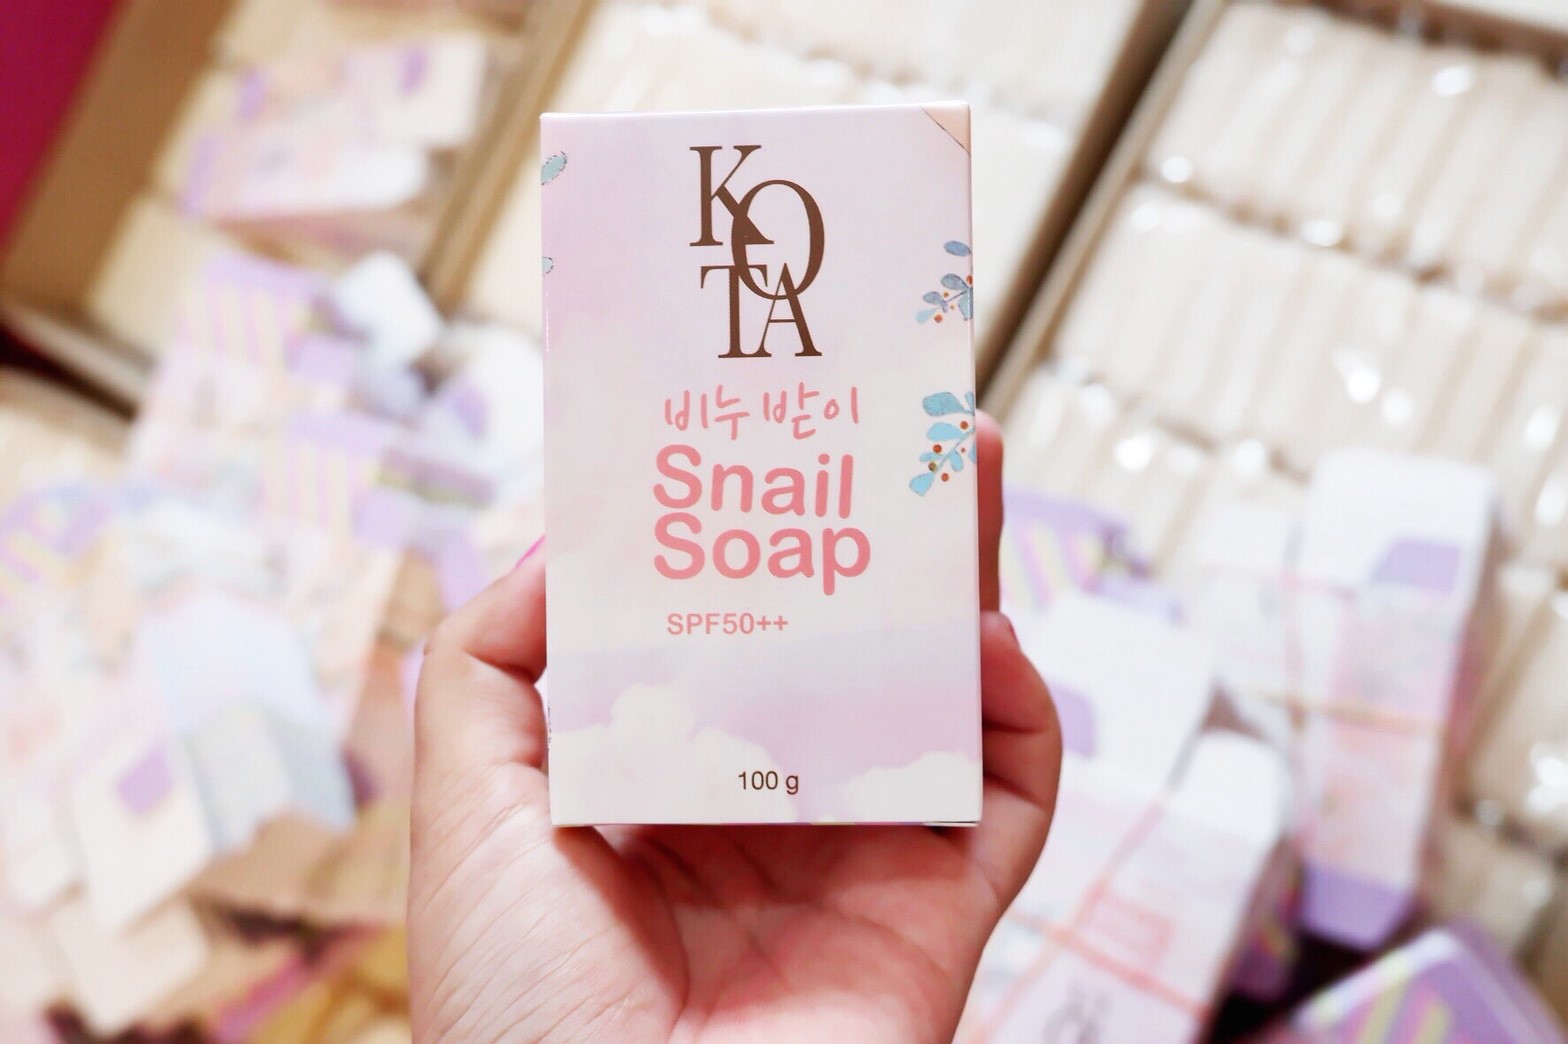 KOTA
비누 받이
Snail
Soap
SPF50++
100 g